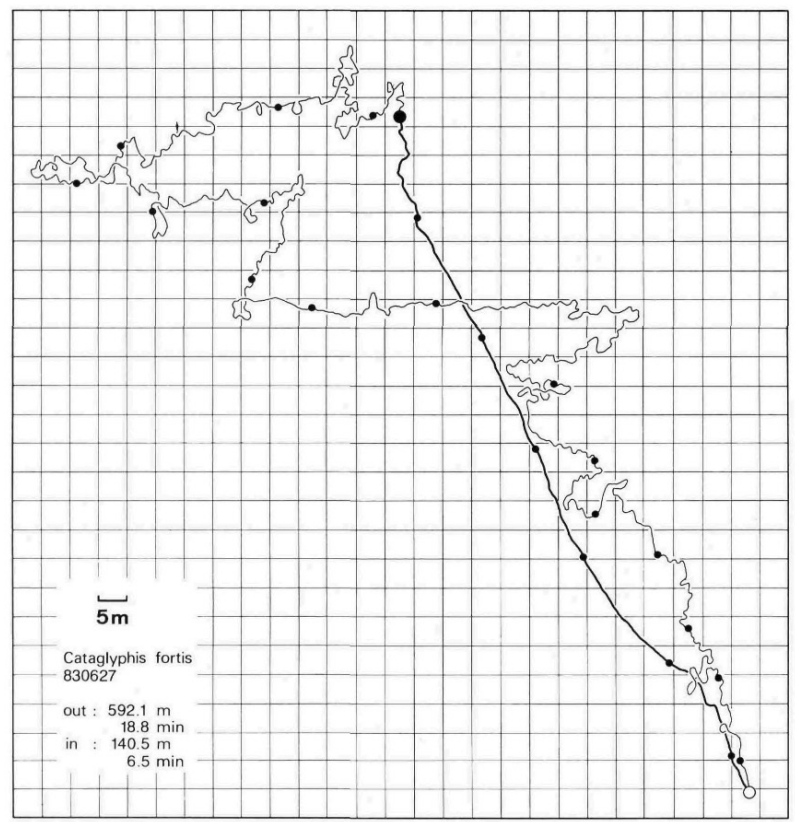 5m
Cataglyphis fortis
830627
out : 592.1 m
18.8 min
in : 140.5 m
6.5 min